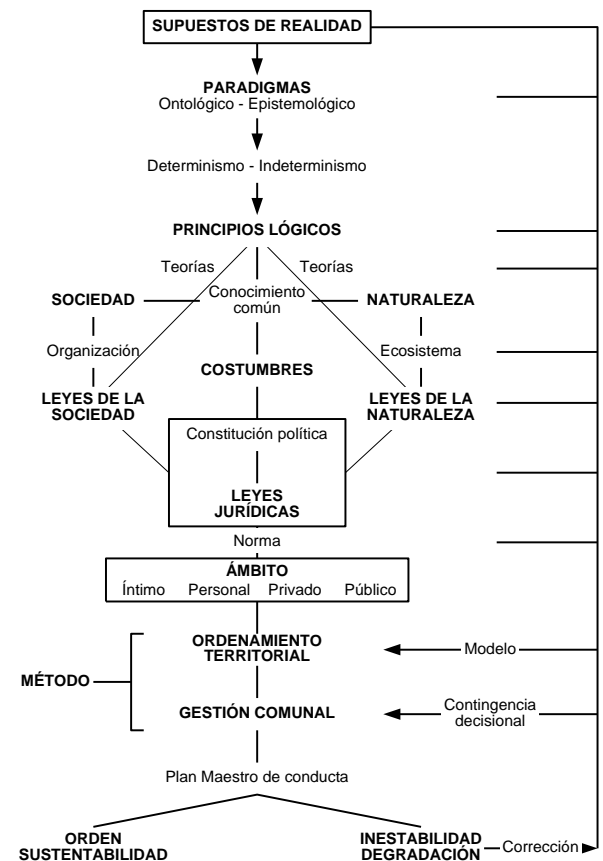 SUPUESTOS DE REALIDAD
PARADIGMAS
Ontológico - Epistemológico
Determinismo - Indeterminismo
PRINCIPIOS LÓGICOS
Teorías
Teorías
SOCIEDAD
Conocimiento
común
NATURALEZA
Organización
Ecosistema
COSTUMBRES
LEYES DE LA
SOCIEDAD
LEYES DE LA
NATURALEZA
Constitución política
LEYES
JURÍDICAS
Norma
ÁMBITO
Íntimo Personal Privado Público
ORDENAMIENTO
TERRITORIAL
Modelo
MÉTODO
GESTIÓN COMUNAL
Contingencia
decisional
Plan Maestro de conducta
ORDEN
SUSTENTABILIDAD
INESTABILIDAD
DEGRADACIÓN
Corrección